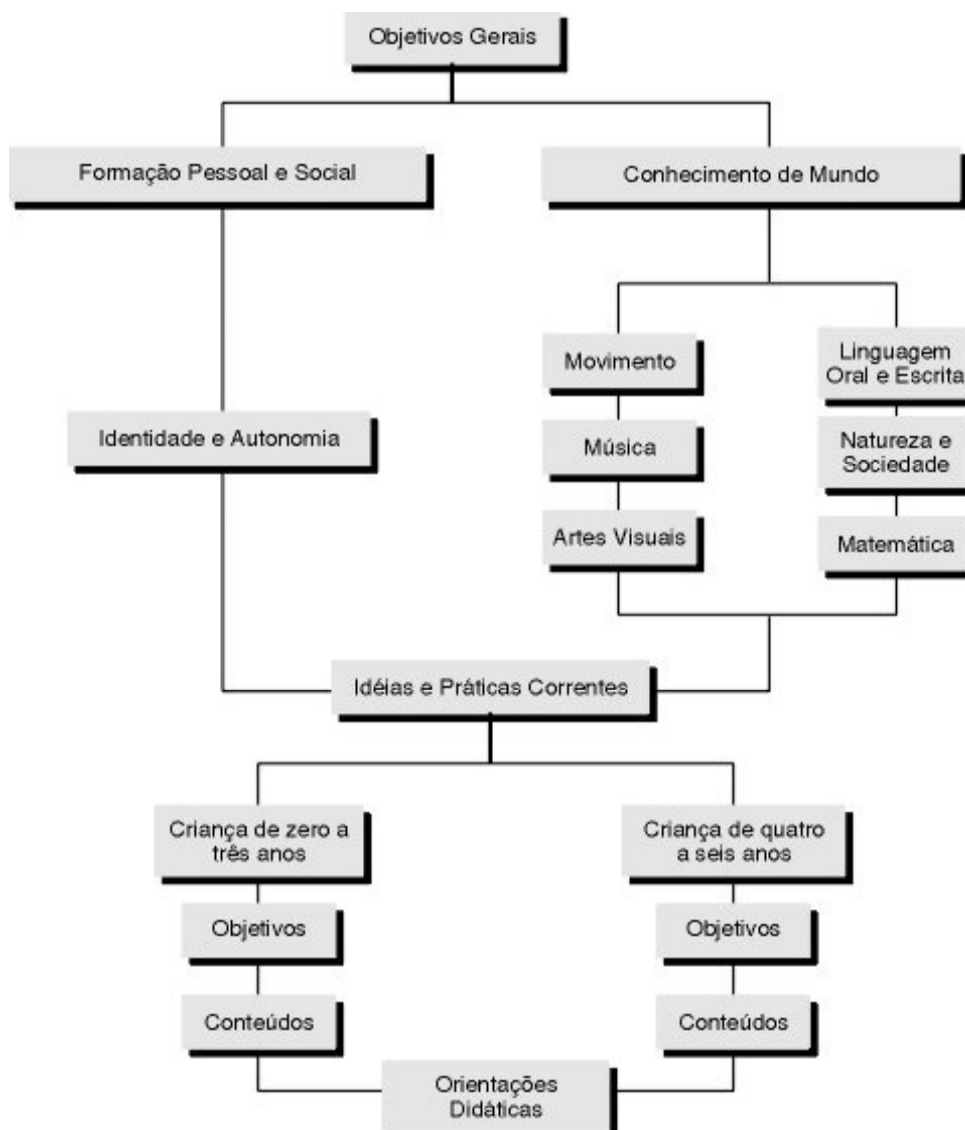 Objetivos Gerais
Formação Pessoal e Social
Conhecimento de Mundo
Movimento
Linguagem
Oral e Escrita
Identidade e Autonomia
Música
Natureza e
Sociedade
Artes Visuais
Matemática
Idéias e Práticas Correntes
Criança de zero a
três anos
Criança de quatro
a seis anos
Objetivos
Objetivos
Conteúdos
Conteúdos
Orientações
Didáticas